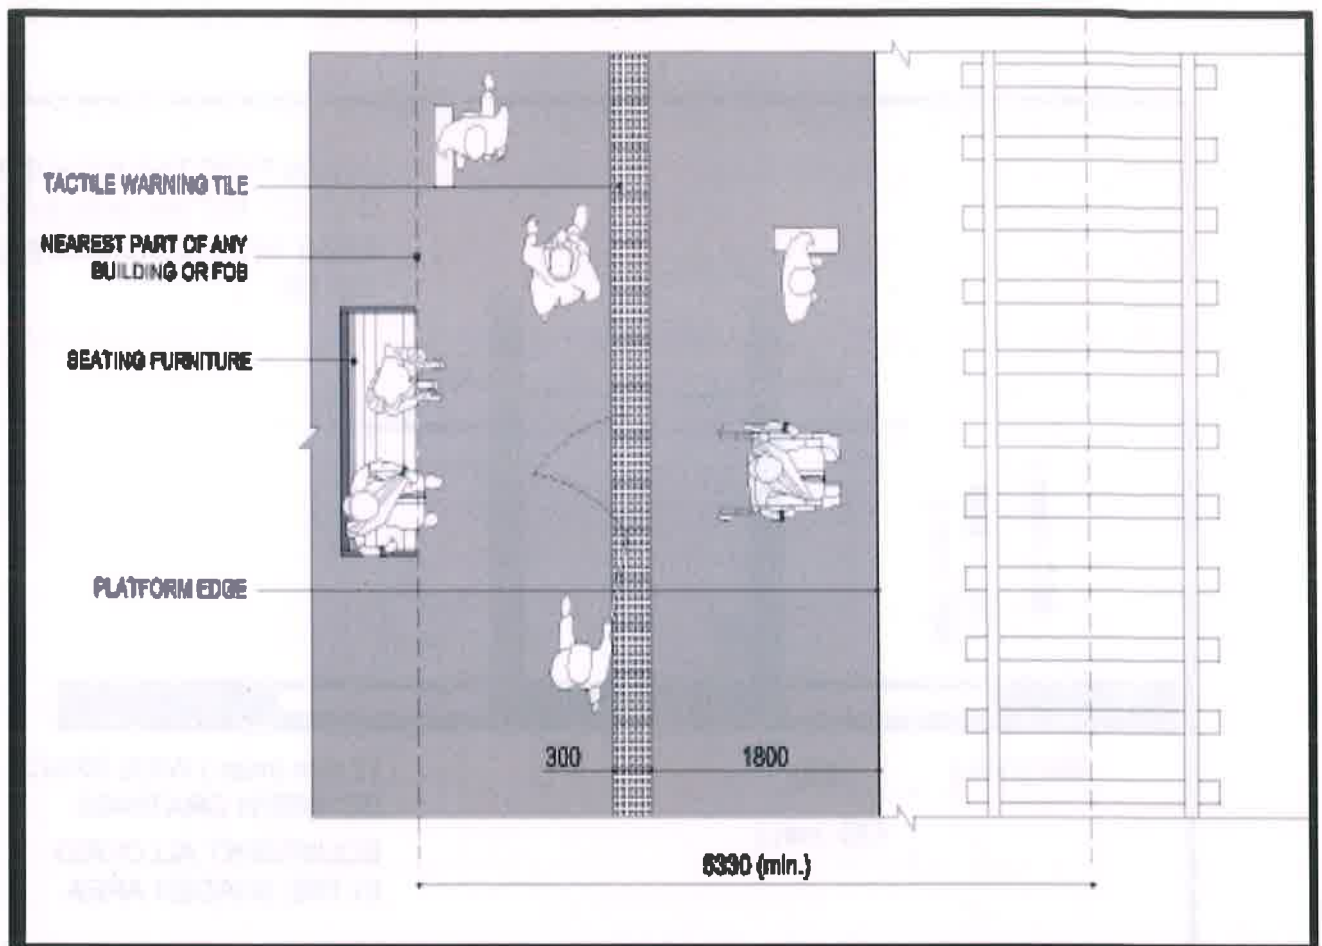 TACTILE WARNING TILE
NEAREST PART OF ANY
BUILDING OR FOB
SEATING FURNITURE
PLATFORM EDGE
300
1800
5330 (min.)